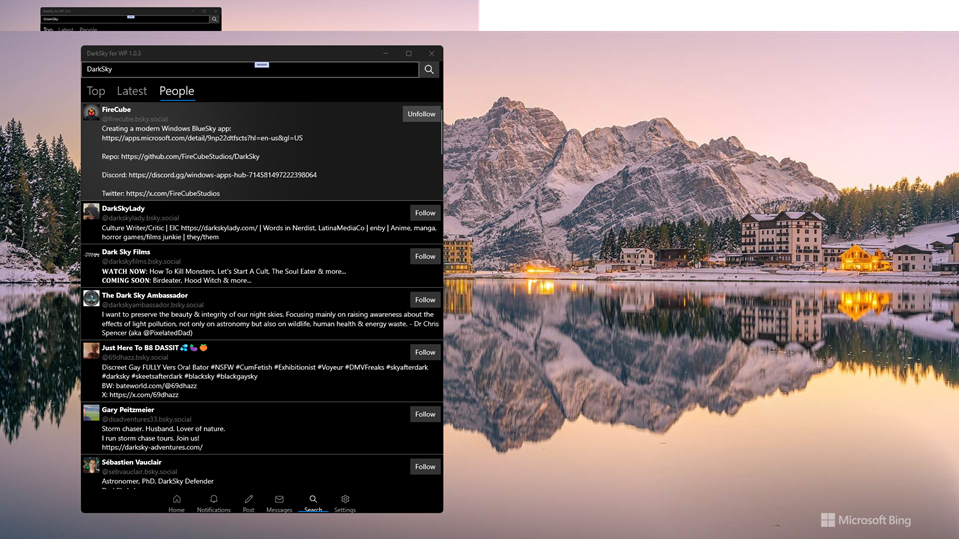 DarkSky for WP 1.0.3
GreenSky
Top Latest People
DarkSky for WP 1.0.3
DarkSky
Top Latest People
FireCube
@firecube.bsky.social
Unfollow
Creating a modern Windows BlueSky app:
https://apps.microsoft.com/detail/9np22dtfscts?hl=en-us&gl=US
Repo: https://github.com/FireCubeStudios/DarkSky
Discord: https://discord.gg/windows-apps-hub-714581497222398064
Twitter: https://x.com/FireCubeStudios
DarkSkyLady
@darkskylady.bsky.social
Follow
Culture Writer/Critic | EIC https://darkskylady.com/ | Words in Nerdist, LatinaMediaCo | enby | Anime, manga,
horror games/films junkie | they/them
Dark Sky Films
@darkskyfilms.bsky.social
Follow
WATCH NOW: How To Kill Monsters, Let's Start A Cult, The Soul Eater & more...
COMING SOON: Birdeater, Hood Witch & more...
The Dark Sky Ambassador
@darkskyambassador.bsky.social
Follow
I want to preserve the beauty & integrity of our night skies. Focusing mainly on raising awareness about the
effects of light pollution, not only on astronomy but also on wildlife, human health & energy waste. - Dr Chris
Spencer (aka @PixelatedDad)
Just Here To B8 DASSIT💦🍆🍑
@69dhazz.bsky.social
Follow
Discreet Gay FULLY Vers Oral Bator #NSFW #CumFetish #Exhibitionist #Voyeur #DMVFreaks #skyafterdark
#darksky #skeetsafterdark #blacksky #blackgaysky
BW: bateworld.com/@69dhazz
X: https://x.com/69dhazz
Gary Peitzmeier
@dsadventures33.bsky.social
Follow
Storm chaser. Husband. Lover of nature.
I run storm chase tours. Join us!
https://darksky-adventures.com/
Sébastien Vauclair
@sebvauclair.bsky.social
Follow
Astronomer, PhD, DarkSky Defender
Home Notifications Post Messages Search Settings
Microsoft Bing